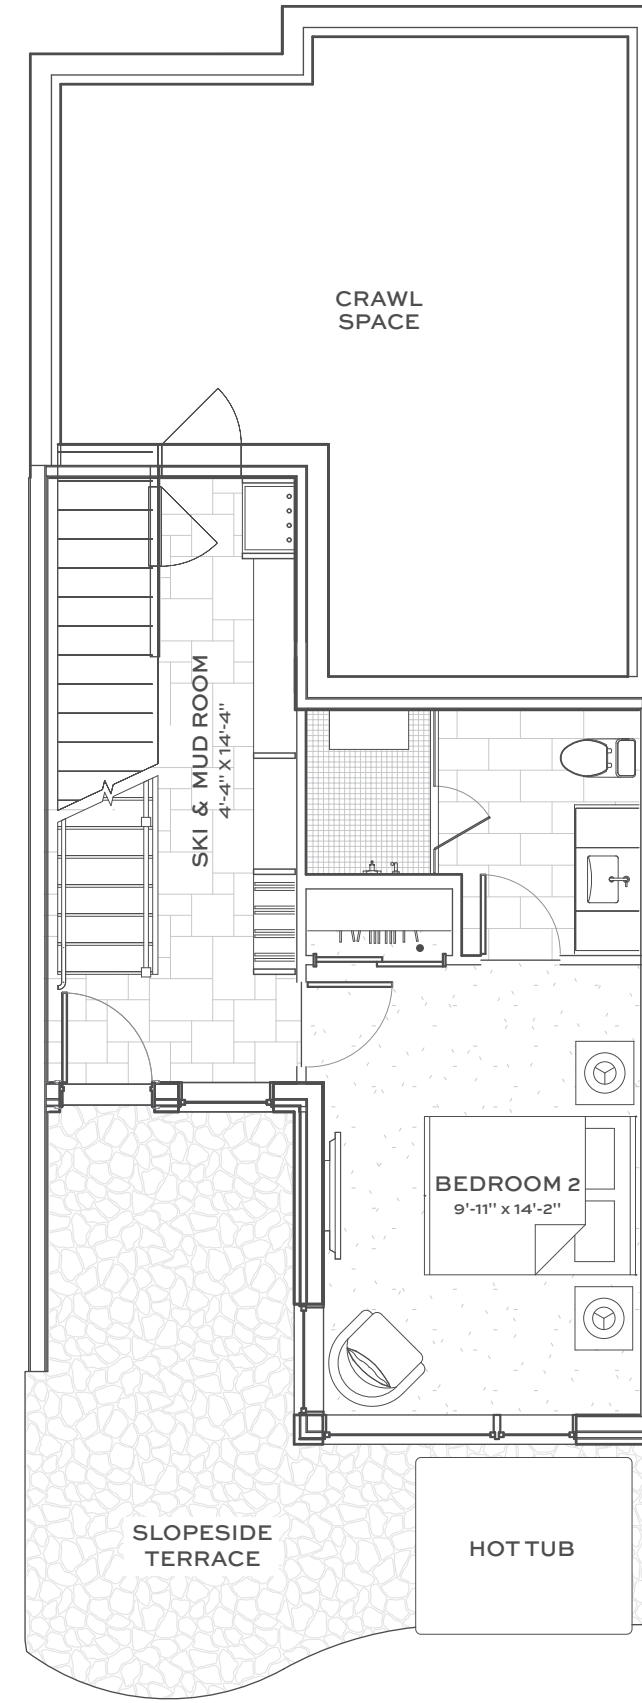 CRAWL
SPACE
SKI & MUD ROOM
4'-4" X 14'-4"
BEDROOM 2
9'-11" x 14'-2"
SLOPESIDE
TERRACE
HOT TUB